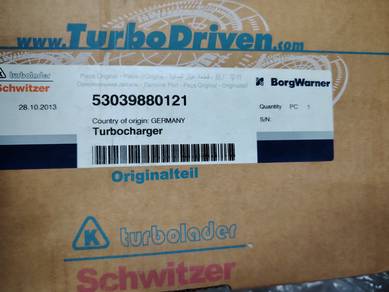 www.TurboDriven.com
turbolader
Schwitzer
28.10.2013
53039880121
Country of origin: GERMANY
Turbocharger
BorgWarner
Quantity PC 1
S/N:
Originalteil
K turbolader
Schwitzer